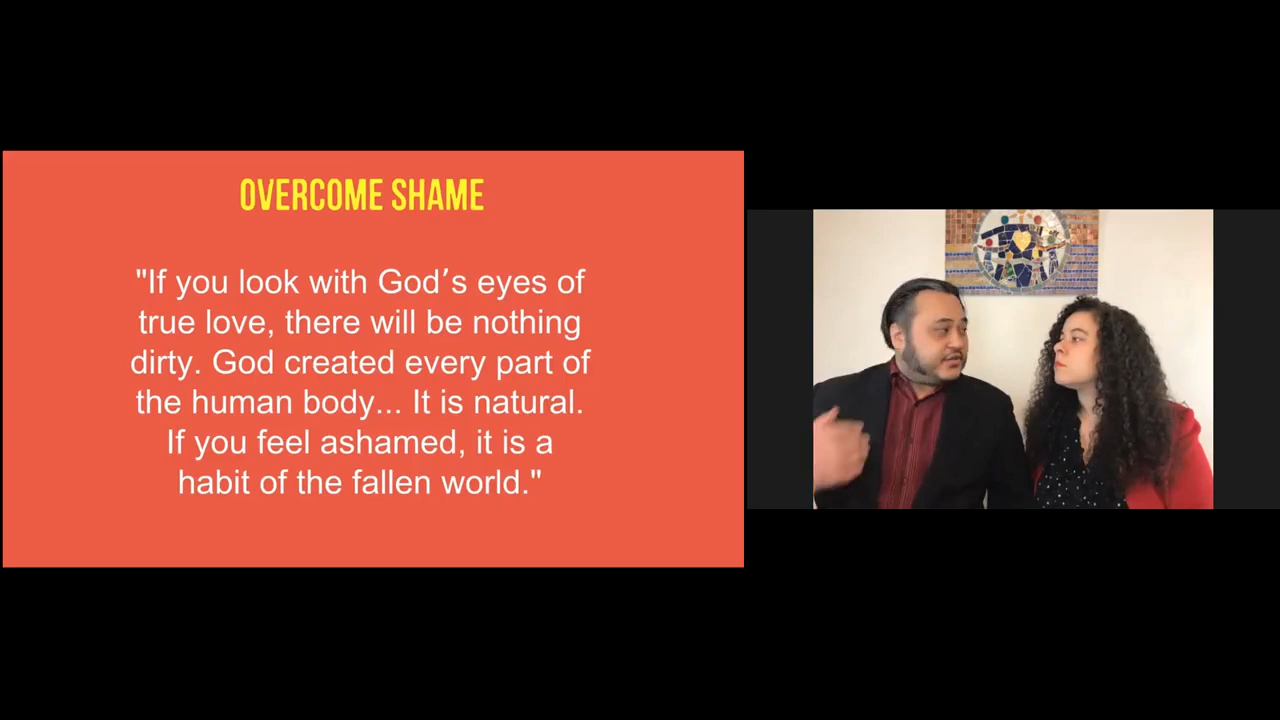 OVERCOME SHAME
"If you look with God’s eyes of
true love, there will be nothing
dirty. God created every part of
the human body... It is natural.
If you feel ashamed, it is a
habit of the fallen world."